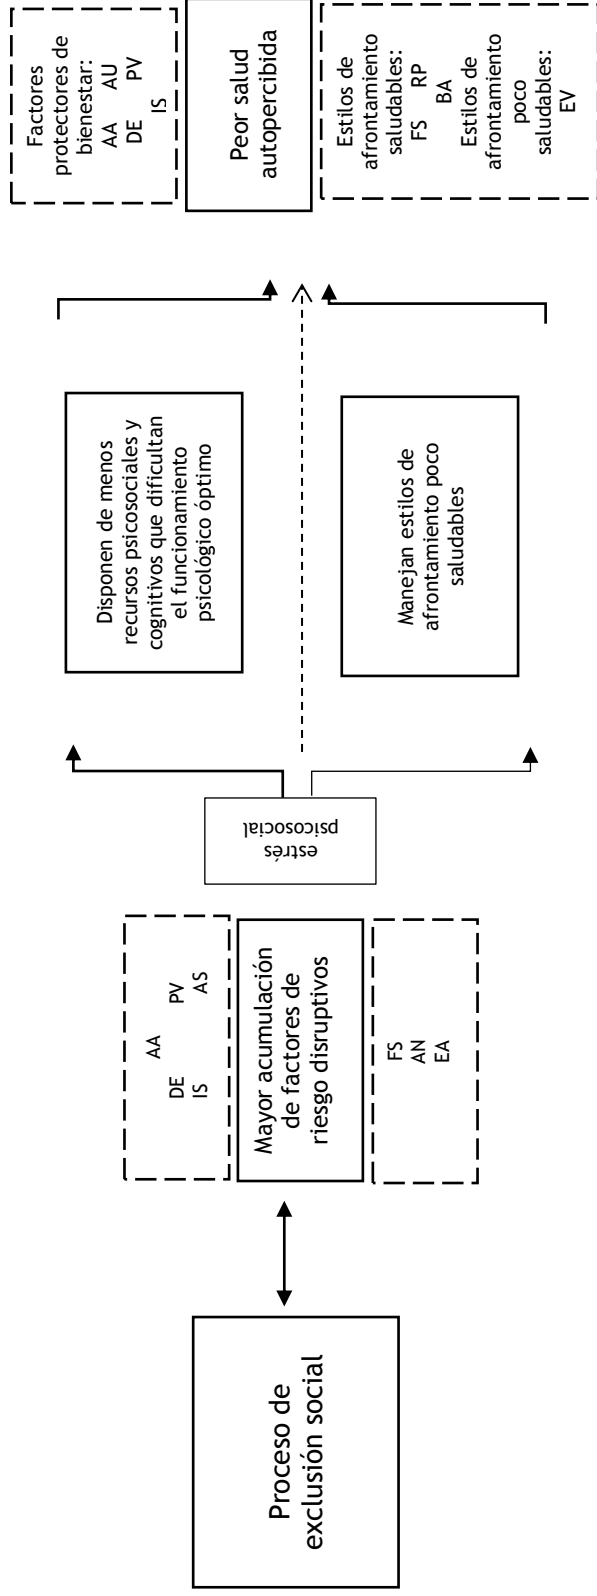 Proceso de
exclusión social
AA
DE PV
IS AS
Mayor acumulación
de factores de
riesgo disruptivos
FS
AN
EA
estrés
psicosocial
Disponen de menos
recursos psicosociales y
cognitivos que dificultan
el funcionamiento
psicológico óptimo
Manejan estilos de
afrontamiento poco
saludables
Factores
protectores de
bienestar:
AA AU
DE PV
IS
Peor salud
autopercibida
Estilos de
afrontamiento
saludables:
FS RP
BA
Estilos de
afrontamiento
poco
saludables:
EV